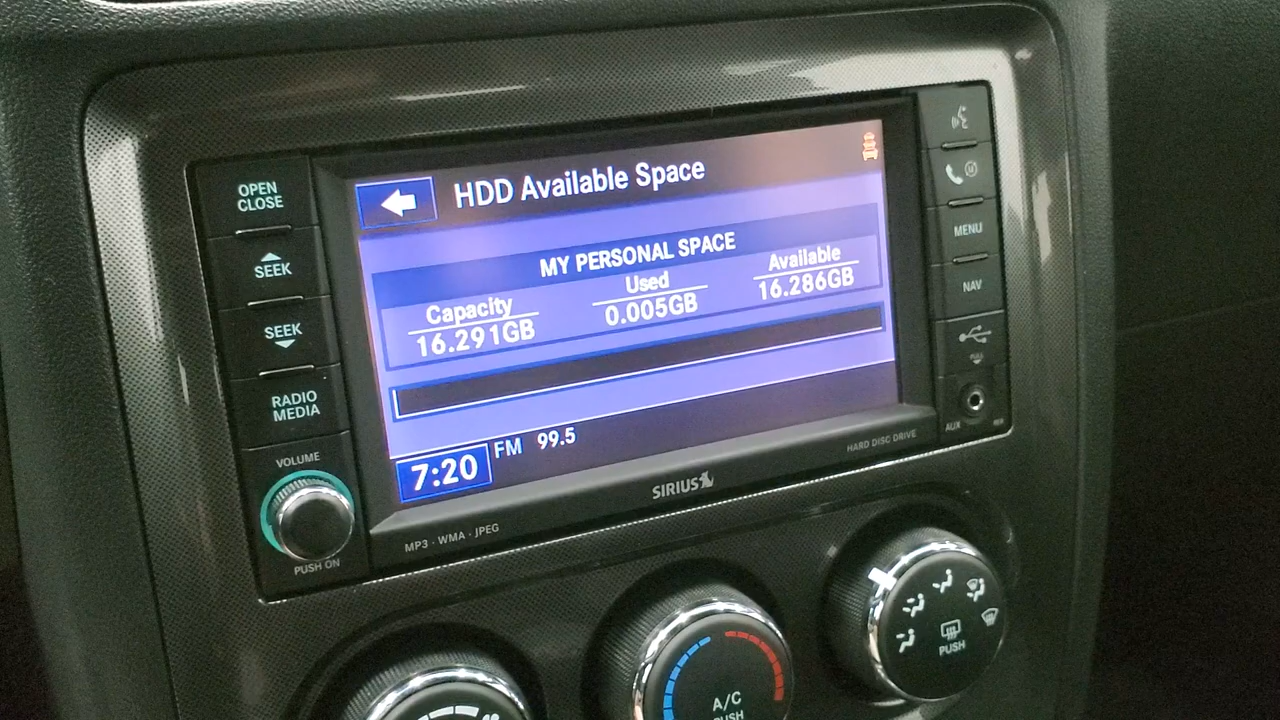 OPEN
CLOSE
SEEK
SEEK
RADIO
MEDIA
VOLUME
PUSH ON
HDD Available Space
MY PERSONAL SPACE
Capacity Used Available
16.291GB 0.005GB 16.286GB
7:20 FM 99.5
SIRIUS
HARD DISC DRIVE
MP3 · WMA · JPEG
MENU
NAV
AUX
A/C
PUSH
PUSH